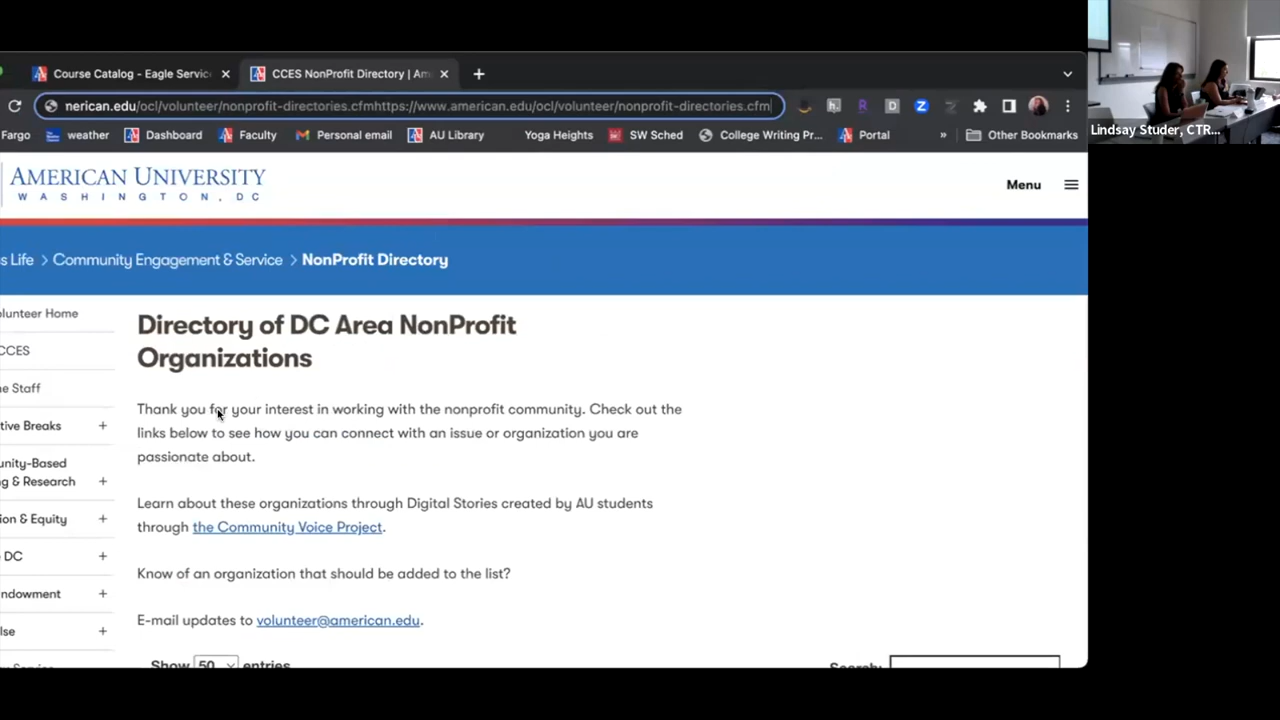 Course Catalog - Eagle Servic
CCES NonProfit Directory | Am
nerican.edu/ocl/volunteer/nonprofit-directories.cfmhttps://www.american.edu/ocl/volunteer/nonprofit-directories.cfm
Fargo weather Dashboard Faculty Personal email AU Library Yoga Heights SW Sched College Writing Pr... Portal » Other Bookmarks
AMERICAN UNIVERSITY
WASHINGTON, DC
Menu
s Life > Community Engagement & Service > NonProfit Directory
olunteer Home
CCES
ne Staff
tive Breaks +
unity-Based
ng & Research +
ion & Equity +
DC +
ndowment +
lse +
Directory of DC Area NonProfit
Organizations
Thank you for your interest in working with the nonprofit community. Check out the
links below to see how you can connect with an issue or organization you are
passionate about.
Learn about these organizations through Digital Stories created by AU students
through the Community Voice Project.
Know of an organization that should be added to the list?
E-mail updates to volunteer@american.edu.
Show 50 entries
Search:
Lindsay Studer, CTR...